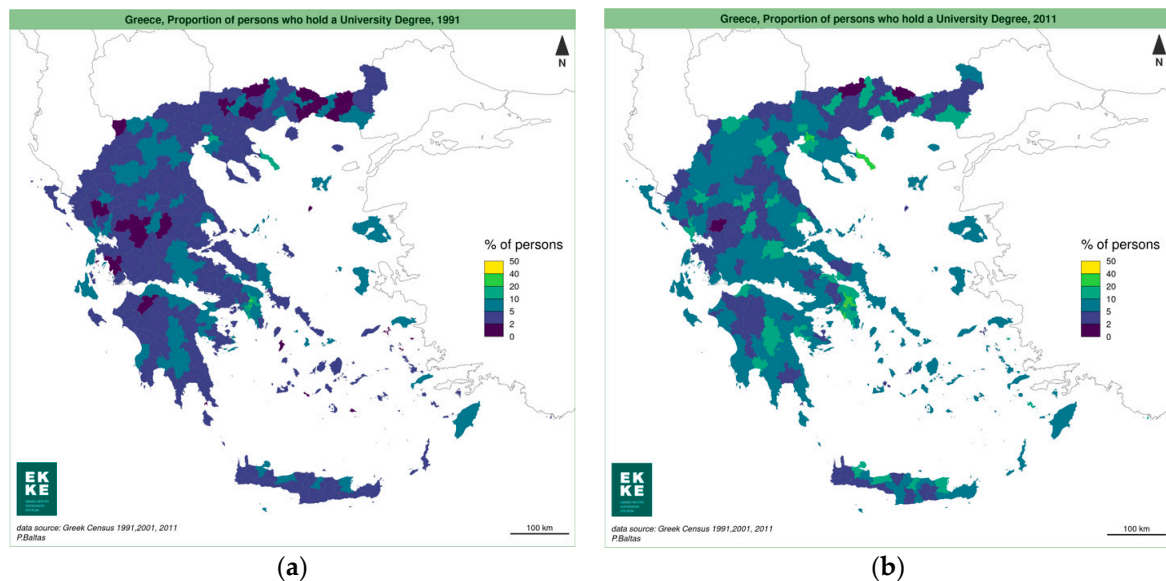 Greece, Proportion of persons who hold a University Degree, 1991
N
% of persons
50
40
20
10
5
2
0
EK
KE
data source: Greek Census 1991,2001, 2011
P.Baltas
100 km
(a)
Greece, Proportion of persons who hold a University Degree, 2011
N
% of persons
50
40
20
10
5
2
0
EK
KE
data source: Greek Census 1991,2001, 2011
P.Baltas
100 km
(b)